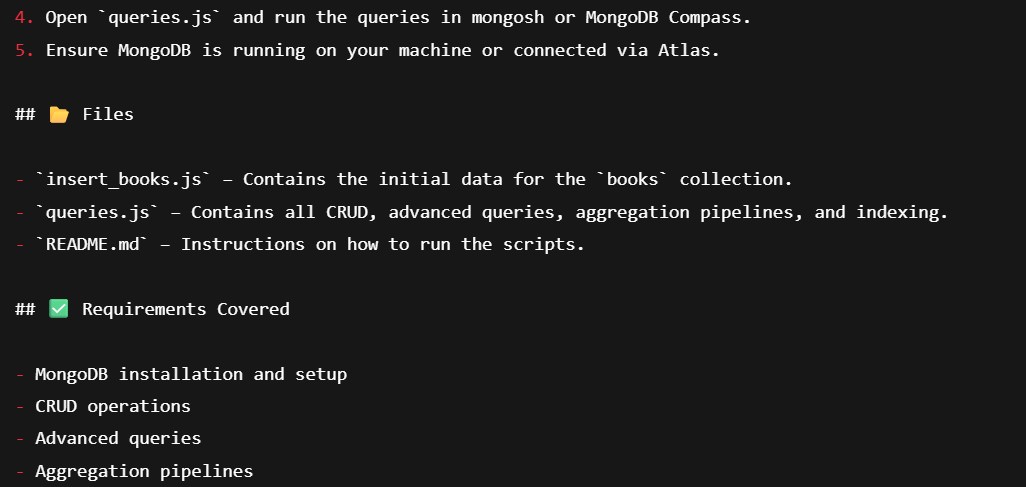 4. Open `queries.js` and run the queries in mongosh or MongoDB Compass.
5. Ensure MongoDB is running on your machine or connected via Atlas.
## 📂 Files
- `insert_books.js` – Contains the initial data for the `books` collection.
- `queries.js` – Contains all CRUD, advanced queries, aggregation pipelines, and indexing.
- `README.md` – Instructions on how to run the scripts.
## ✅ Requirements Covered
- MongoDB installation and setup
- CRUD operations
- Advanced queries
- Aggregation pipelines